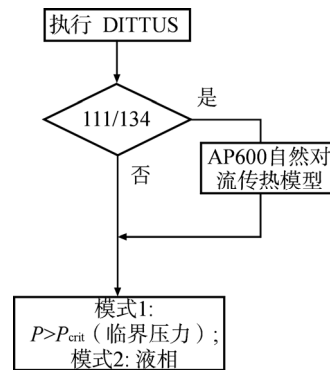 执行 DITTUS
111/134
是
否
AP600自然对
流传热模型
模式1:
P>Pcrit（临界压力）;
模式2: 液相